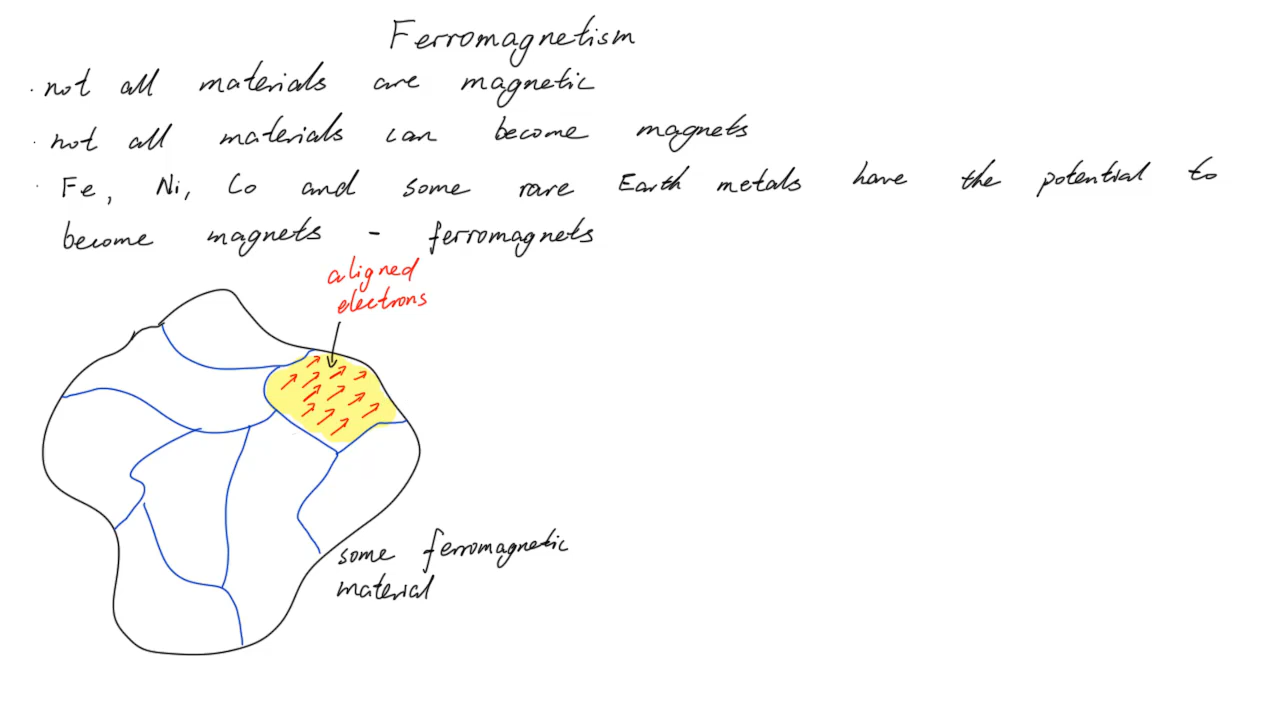 Ferromagnetism
· not all materials are magnetic
· not all materials can become magnets
· Fe, Ni, Co and some rare Earth metals have the potential to
become magnets - ferromagnets
aligned
electrons
some ferromagnetic
material